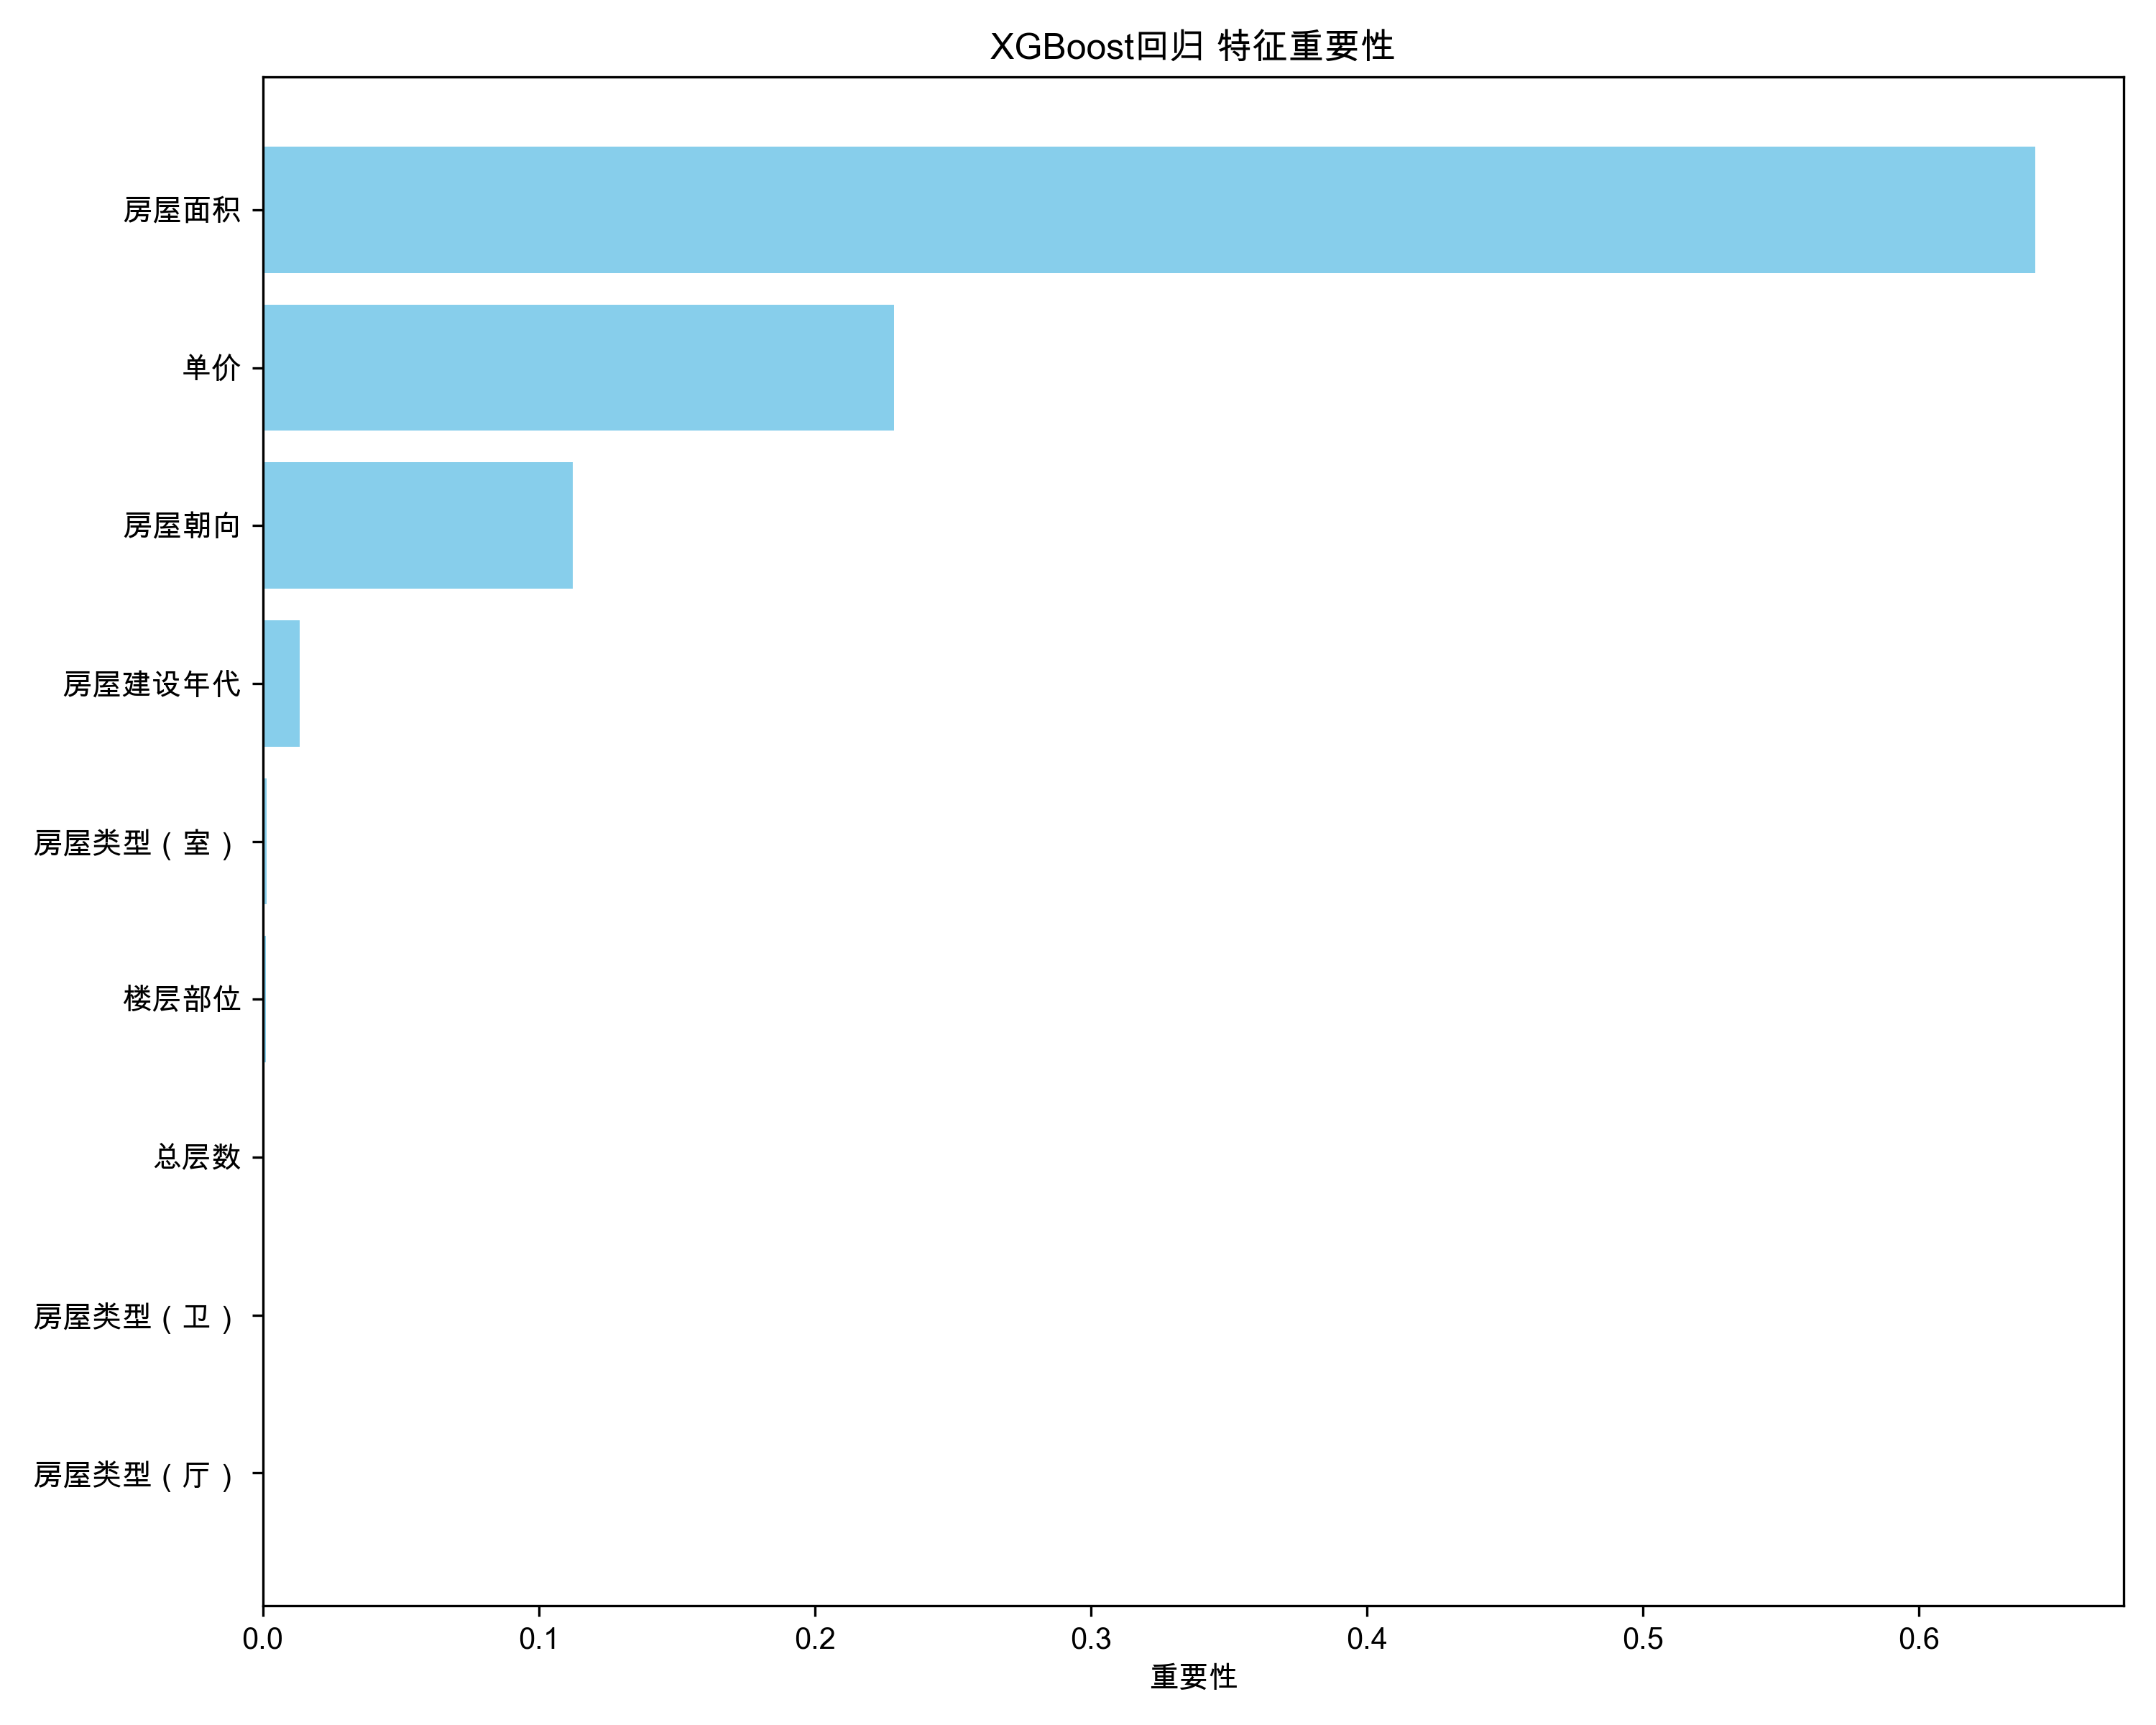 XGBoost回归 特征重要性
房屋面积
单价
房屋朝向
房屋建设年代
房屋类型（室）
楼层部位
总层数
房屋类型（卫）
房屋类型（厅）
0.0 0.1 0.2 0.3 0.4 0.5 0.6
重要性